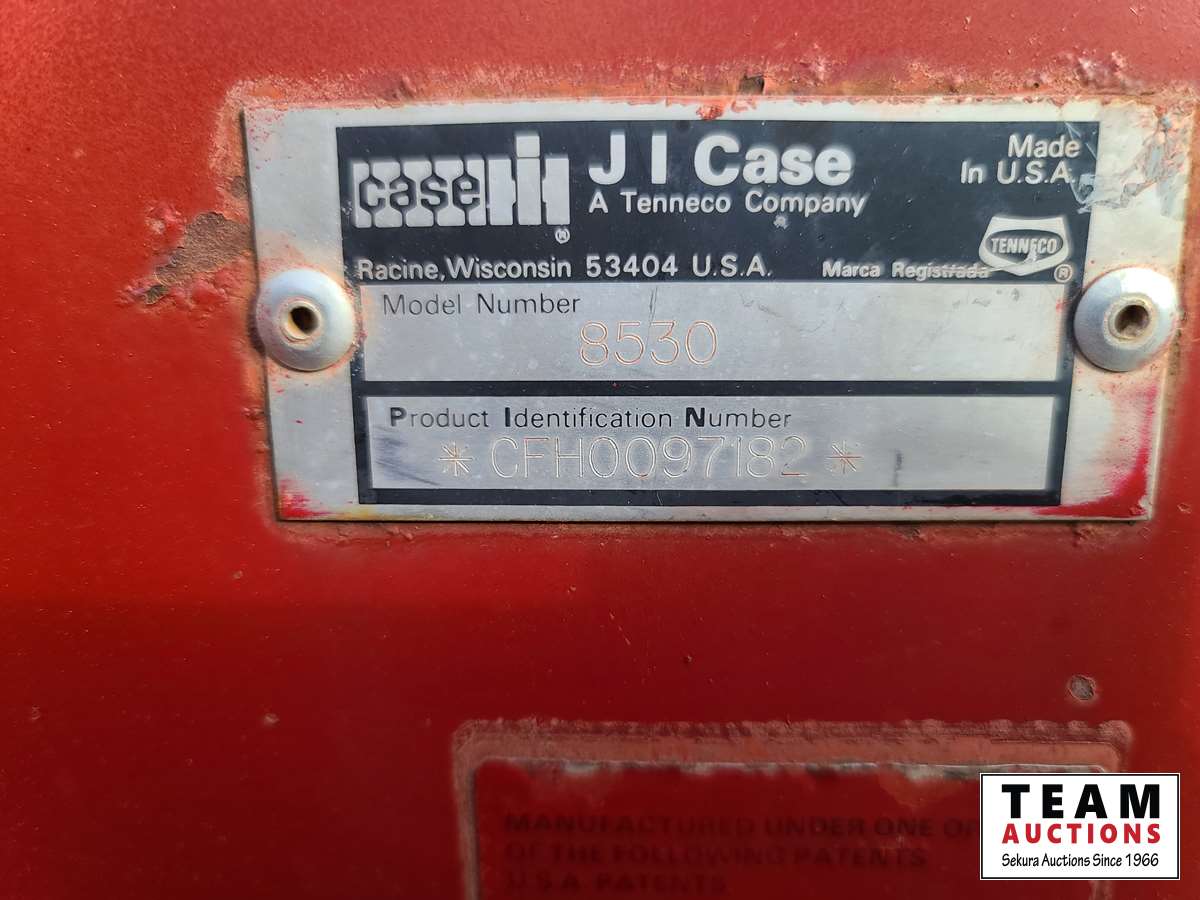 case IH ®
J I Case
A Tenneco Company
Made
In U.S.A.
TENNECO ®
Racine, Wisconsin 53404 U.S.A.
Marca Registrada
Model Number
8530
Product Identification Number
*CFH0097182*
MANUFACTURED UNDER ONE OR
OF THE FOLLOWING PATENTS
U.S.A. PATENTS
TEAM
AUCTIONS
Sekura Auctions Since 1966